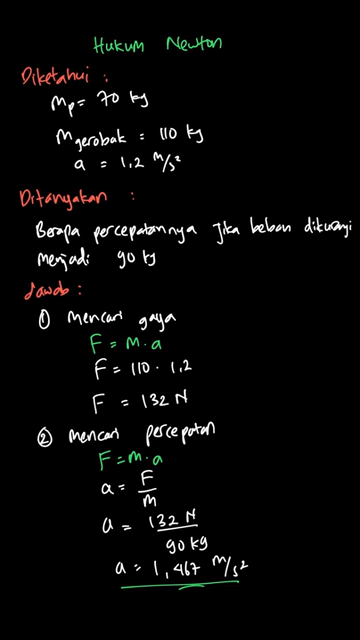 Hukum Newton
Diketahui :
Mp = 70 kg
Mgerobak = 110 kg
a = 1,2 m/s²
Ditanyakan :
Berapa percepatannya jika beban dikurangi
menjadi 90 kg
Jawab :
① Mencari gaya
F = m . a
F = 110 . 1,2
F = 132 N
② Mencari percepatan
F = m . a
a = F / m
a = 132 N / 90 kg
a = 1,467 m/s²